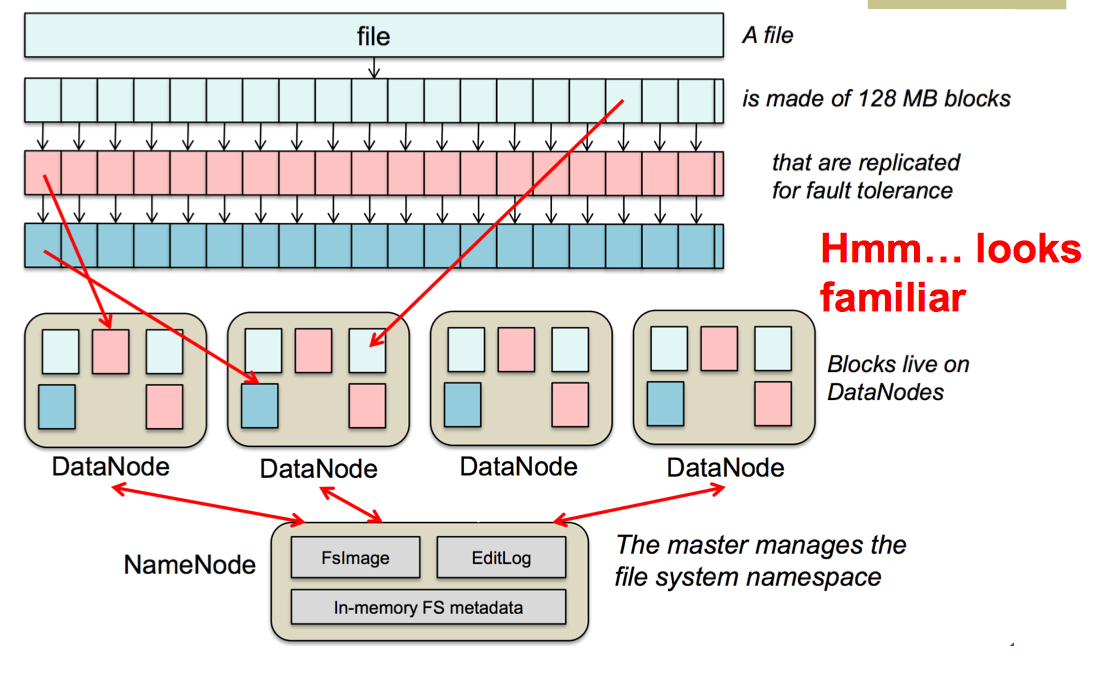 file
A file
is made of 128 MB blocks
that are replicated
for fault tolerance
Hmm... looks
familiar
Blocks live on
DataNodes
DataNode
DataNode
DataNode
DataNode
NameNode
FsImage
EditLog
In-memory FS metadata
The master manages the
file system namespace